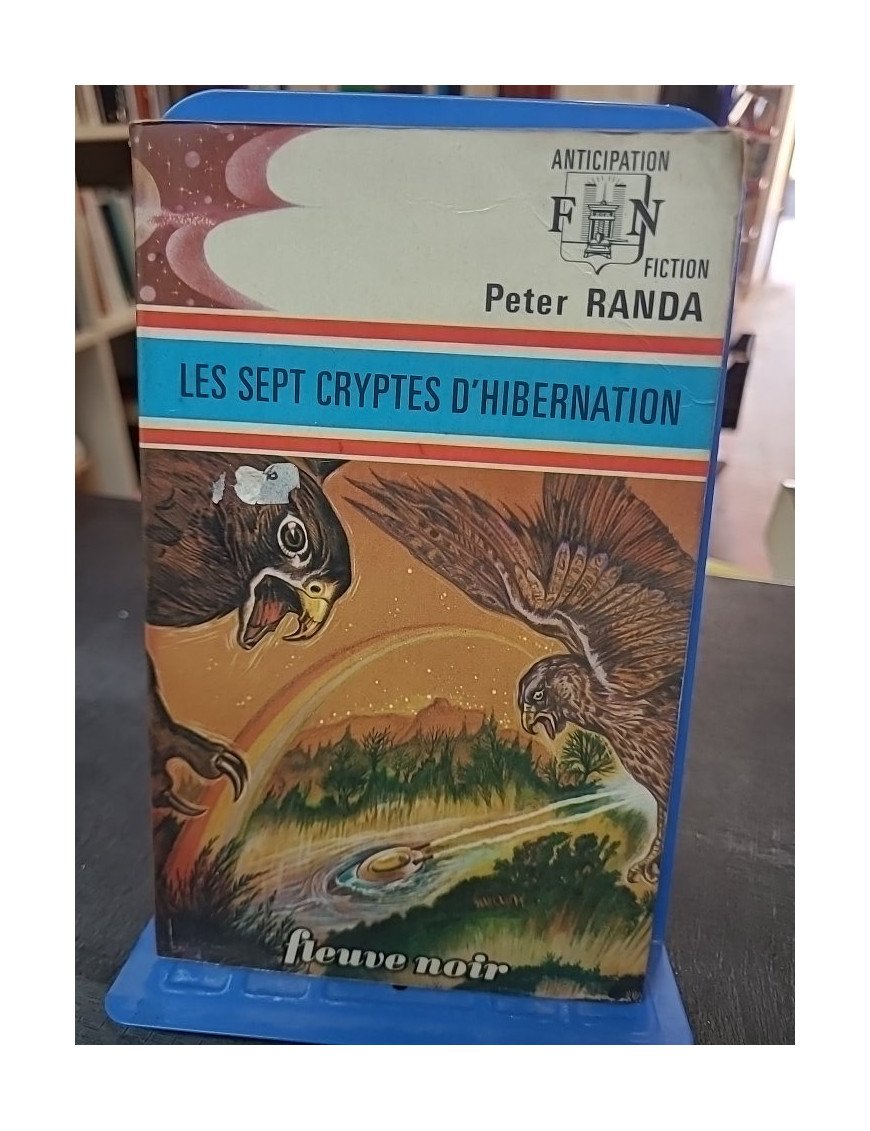 ANTICIPATION
F N
FICTION
Peter RANDA
LES SEPT CRYPTES D'HIBERNATION
fleuve noir